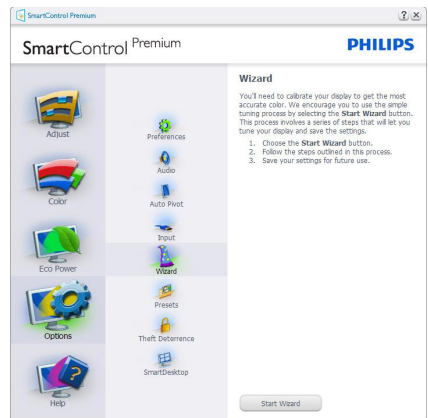 SmartControl Premium
? ×
SmartControl Premium
PHILIPS
Adjust
Color
Eco Power
Options
Help
Preferences
Audio
Auto Pivot
Input
Wizard
Presets
Theft Deterrence
SmartDesktop
Wizard
You'll need to calibrate your display to get the most
accurate color. We encourage you to use the simple
tuning process by selecting the Start Wizard button.
This process involves a series of steps that will let you
tune your display and save the settings.
1. Choose the Start Wizard button.
2. Follow the steps outlined in this process.
3. Save your settings for future use.
Start Wizard